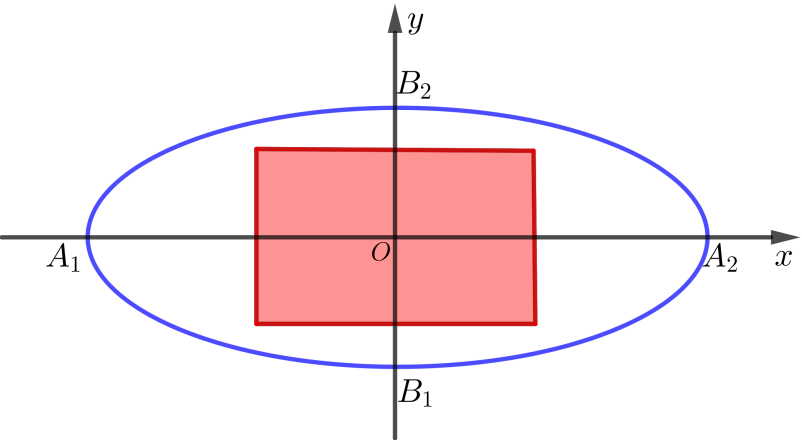 y
B₂
A₁
O
A₂
x
B₁